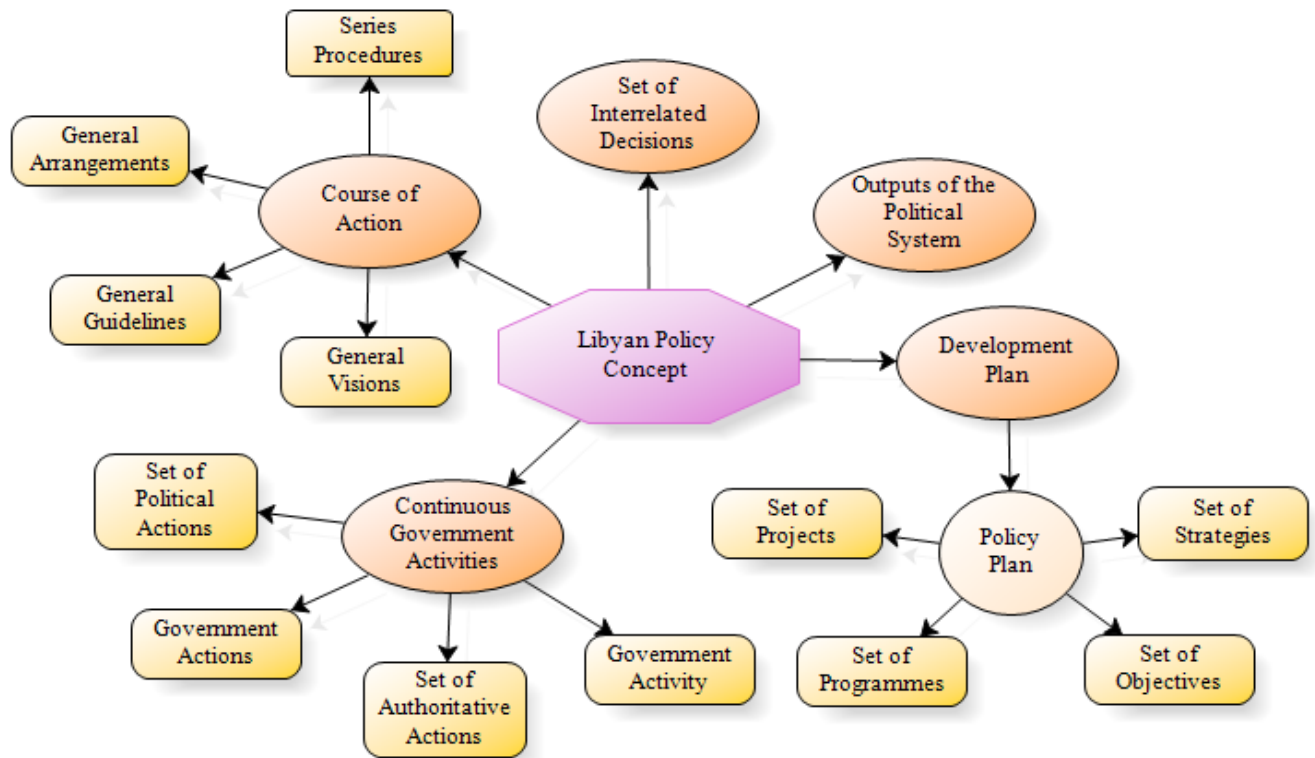 Series
Procedures
Set of
Interrelated
Decisions
General
Arrangements
Course of
Action
Outputs of the
Political
System
General
Guidelines
General
Visions
Libyan Policy
Concept
Development
Plan
Set of
Political
Actions
Continuous
Government
Activities
Set of
Projects
Policy
Plan
Set of
Strategies
Government
Actions
Set of
Authoritative
Actions
Government
Activity
Set of
Programmes
Set of
Objectives